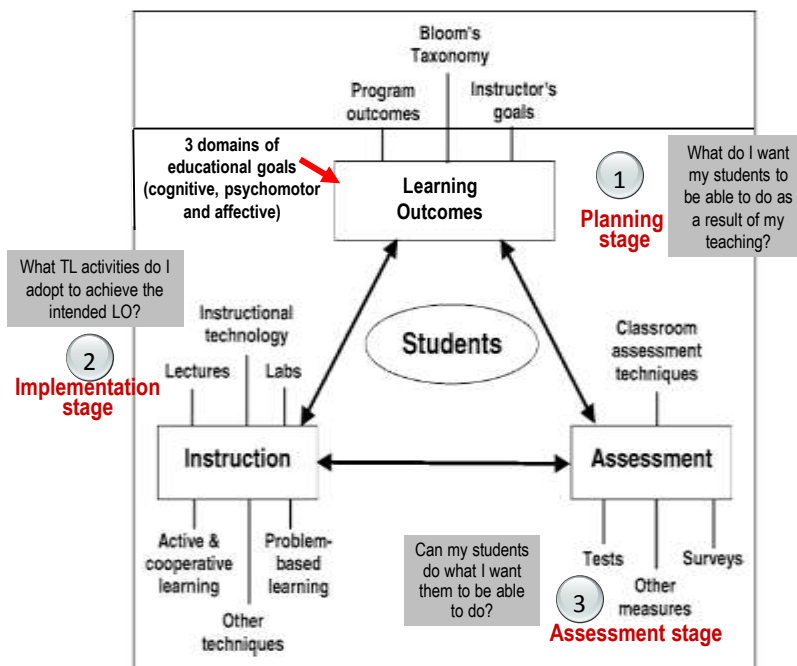 Bloom's
Taxonomy
Program
outcomes
Instructor's
goals
3 domains of
educational goals
(cognitive, psychomotor
and affective)
Learning
Outcomes
1
Planning
stage
What do I want
my students to
be able to do as
a result of my
teaching?
What TL activities do I
adopt to achieve the
intended LO?
2
Implementation
stage
Instructional
technology
Lectures
Labs
Students
Classroom
assessment
techniques
Instruction
Assessment
Active &
cooperative
learning
Problem-
based
learning
Other
techniques
Can my students
do what I want
them to be able
to do?
Tests
Surveys
Other
measures
3
Assessment stage